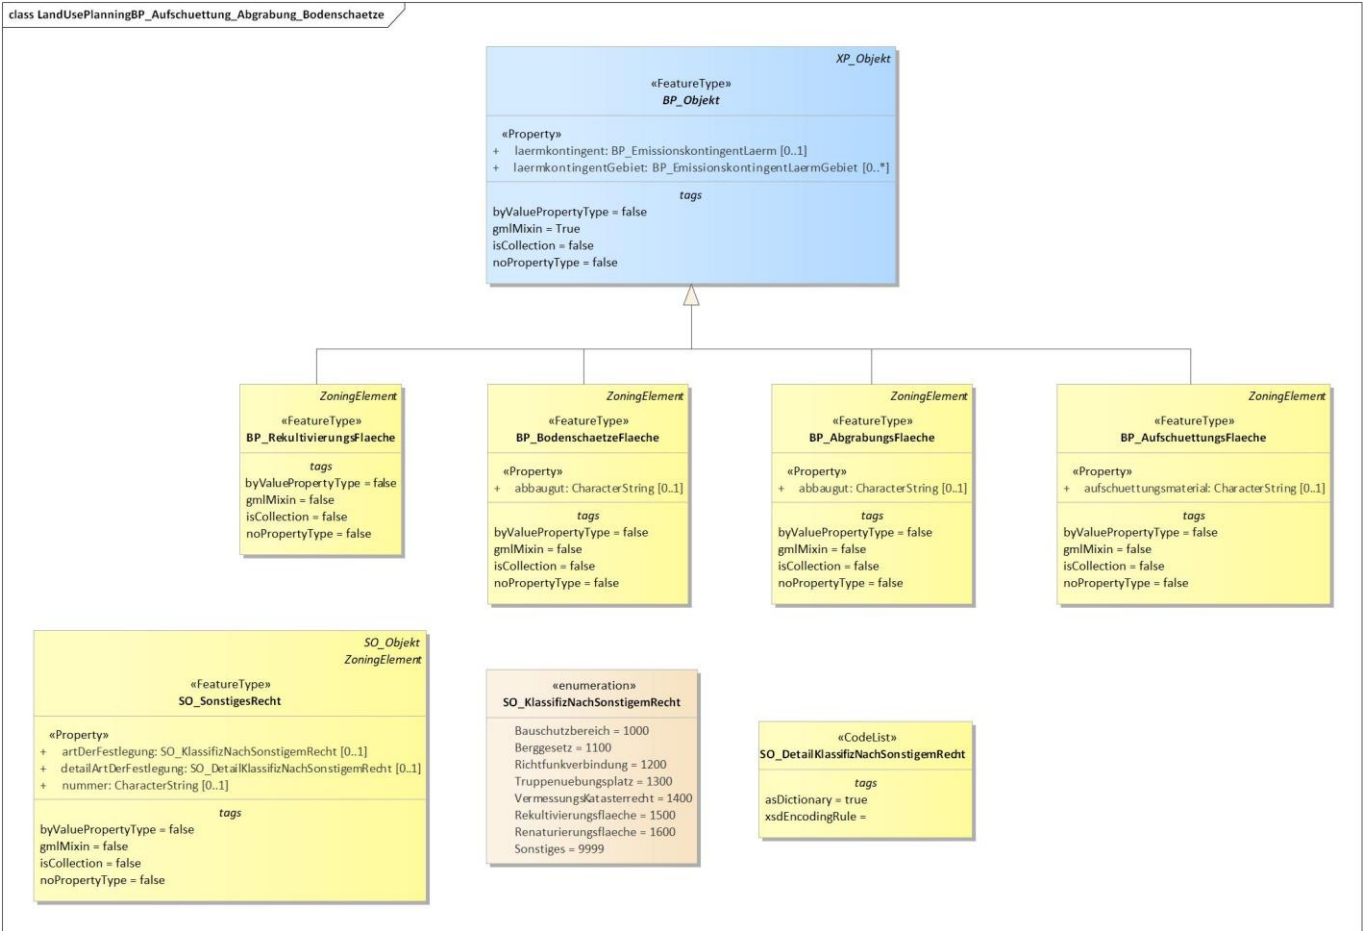 class LandUsePlanningBP_Aufschuettung_Abgrabung_Bodenschaetze
XP_Objekt
«FeatureType»
BP_Objekt
«Property»
+ laermkontingent: BP_EmissionskontingentLaerm [0..1]
+ laermkontingentGebiet: BP_EmissionskontingentLaermGebiet [0..*]
tags
byValuePropertyType = false
gmlMixin = True
isCollection = false
noPropertyType = false
ZoningElement
«FeatureType»
BP_RekultivierungsFlaeche
tags
byValuePropertyType = false
gmlMixin = false
isCollection = false
noPropertyType = false
ZoningElement
«FeatureType»
BP_BodenschaetzeFlaeche
«Property»
+ abbaugut: CharacterString [0..1]
tags
byValuePropertyType = false
gmlMixin = false
isCollection = false
noPropertyType = false
ZoningElement
«FeatureType»
BP_AbgrabungsFlaeche
«Property»
+ abbaugut: CharacterString [0..1]
tags
byValuePropertyType = false
gmlMixin = false
isCollection = false
noPropertyType = false
ZoningElement
«FeatureType»
BP_AufschuettungsFlaeche
«Property»
+ aufschuettungsmaterial: CharacterString [0..1]
tags
byValuePropertyType = false
gmlMixin = false
isCollection = false
noPropertyType = false
SO_Objekt
ZoningElement
«FeatureType»
SO_SonstigesRecht
«Property»
+ artDerFestlegung: SO_KlassifizNachSonstigemRecht [0..1]
+ detailArtDerFestlegung: SO_DetailKlassifizNachSonstigemRecht [0..1]
+ nummer: CharacterString [0..1]
tags
byValuePropertyType = false
gmlMixin = false
isCollection = false
noPropertyType = false
«enumeration»
SO_KlassifizNachSonstigemRecht
Bauschutzbereich = 1000
Berggesetz = 1100
Richtfunkverbindung = 1200
Truppenuebungsplatz = 1300
VermessungsKatasterrecht = 1400
Rekultivierungsflaeche = 1500
Renaturierungsflaeche = 1600
Sonstiges = 9999
«CodeList»
SO_DetailKlassifizNachSonstigemRecht
tags
asDictionary = true
xsdEncodingRule =